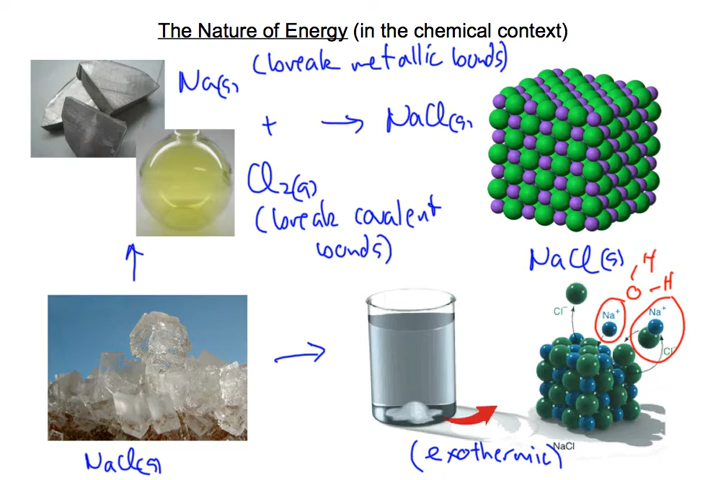 The Nature of Energy (in the chemical context)
Na(s) (break metallic bonds)
+ → NaCl(s)
Cl2(g)
(break covalent
bonds)
NaCl(s)
H
O - H
Cl-
Na+
Na+
Cl-
NaCl
NaCl(s)
(exothermic)